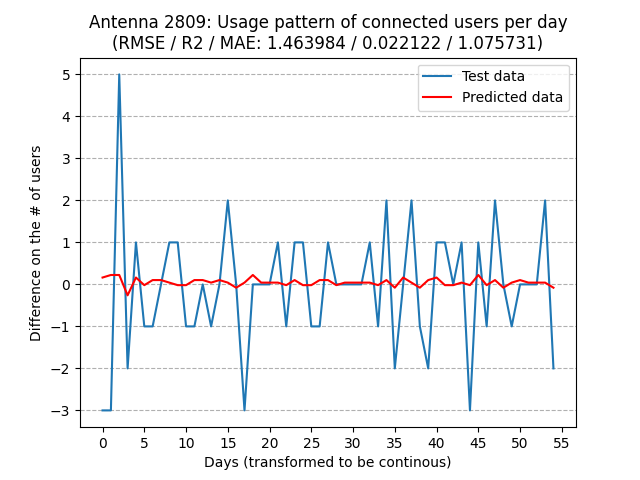 Antenna 2809: Usage pattern of connected users per day
(RMSE / R2 / MAE: 1.463984 / 0.022122 / 1.075731)
Test data
Predicted data
Difference on the # of users
5
4
3
2
1
0
−1
−2
−3
0 5 10 15 20 25 30 35 40 45 50 55
Days (transformed to be continous)